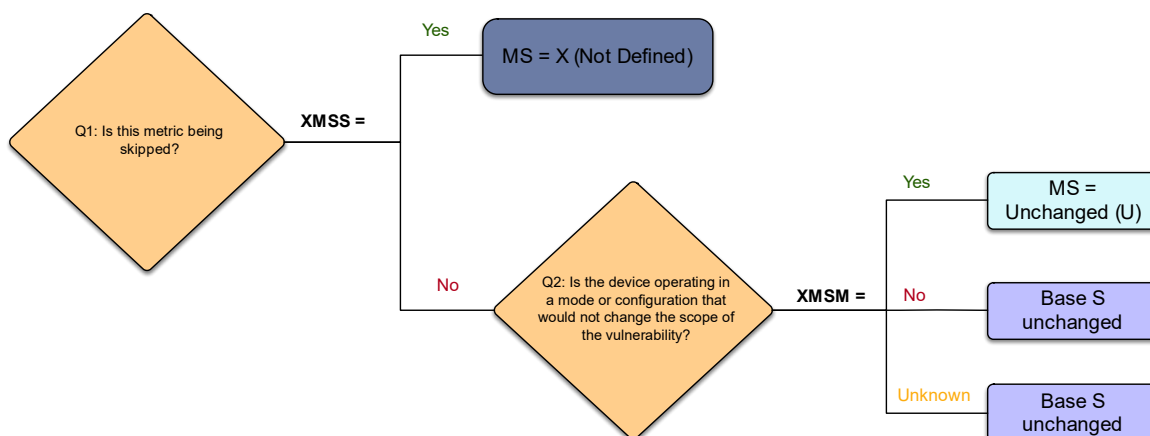 Yes
MS = X (Not Defined)
Q1: Is this metric being
skipped?
XMSS =
Yes
MS =
Unchanged (U)
No
Q2: Is the device operating in
a mode or configuration that
would not change the scope of
the vulnerability?
XMSM =
No
Base S
unchanged
Unknown
Base S
unchanged